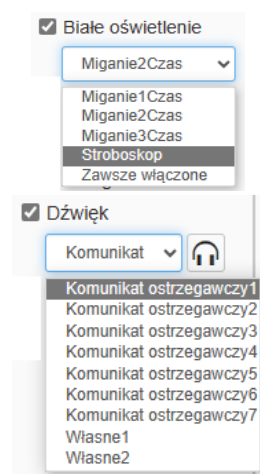 Białe oświetlenie
Miganie2Czas
Miganie1Czas
Miganie2Czas
Miganie3Czas
Stroboskop
Zawsze włączone
Dźwięk
Komunikat
Komunikat ostrzegawczy1
Komunikat ostrzegawczy2
Komunikat ostrzegawczy3
Komunikat ostrzegawczy4
Komunikat ostrzegawczy5
Komunikat ostrzegawczy6
Komunikat ostrzegawczy7
Własne1
Własne2